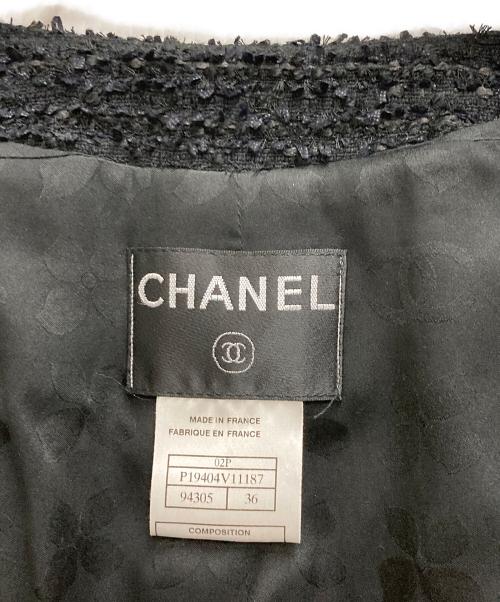 CHANEL
MADE IN FRANCE
FABRIQUE EN FRANCE
02P
P19404V11187
94305 36
COMPOSITION